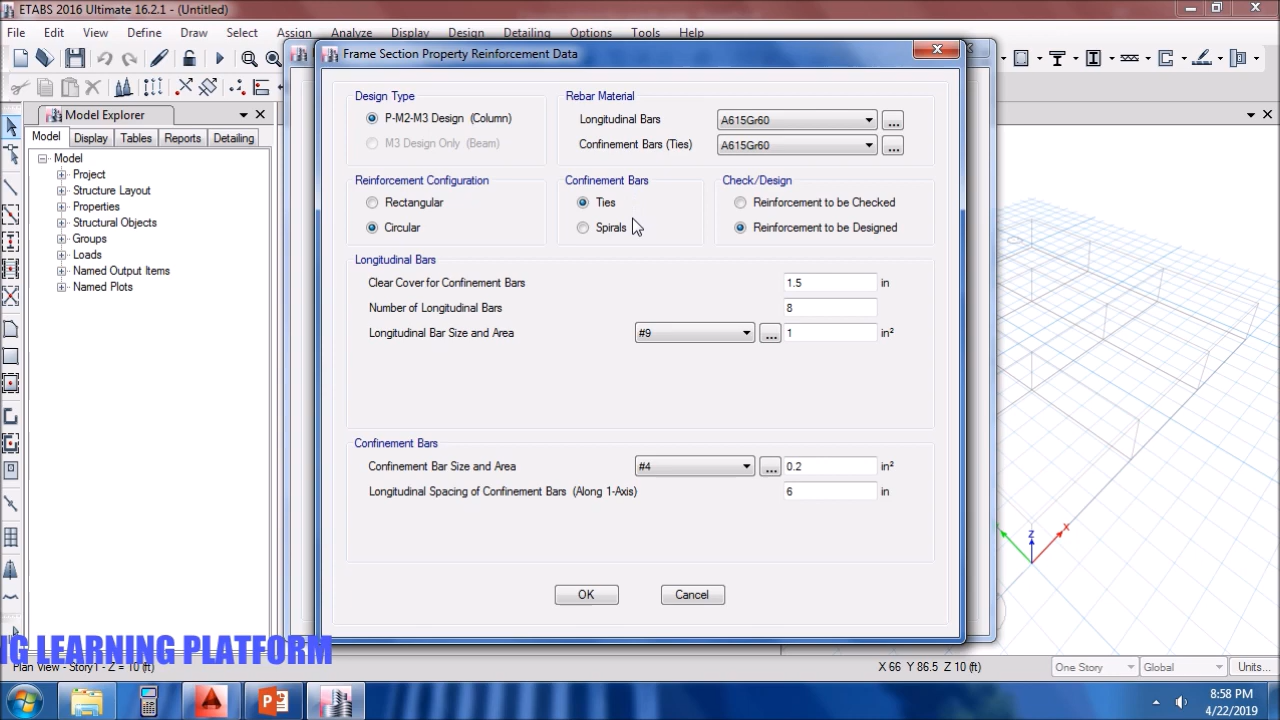 ETABS 2016 Ultimate 16.2.1 - (Untitled)
File Edit View Define Draw Select Assign Analyze Display Design Detailing Options Tools Help
Frame Section Property Reinforcement Data
Model Explorer
Model Display Tables Reports Detailing
Model
Project
Structure Layout
Properties
Structural Objects
Groups
Loads
Named Output Items
Named Plots
Design Type
P-M2-M3 Design (Column)
M3 Design Only (Beam)
Rebar Material
Longitudinal Bars A615Gr60 ...
Confinement Bars (Ties) A615Gr60 ...
Reinforcement Configuration
Rectangular
Circular
Confinement Bars
Ties
Spirals
Check/Design
Reinforcement to be Checked
Reinforcement to be Designed
Longitudinal Bars
Clear Cover for Confinement Bars 1.5 in
Number of Longitudinal Bars 8
Longitudinal Bar Size and Area #9 ... 1 in²
Confinement Bars
Confinement Bar Size and Area #4 ... 0.2 in²
Longitudinal Spacing of Confinement Bars (Along 1-Axis) 6 in
OK Cancel
Z X
IG LEARNING PLATFORM
Plan View - Story1 - Z = 10 (ft) X 66 Y 86.5 Z 10 (ft) One Story Global Units...
8:58 PM
4/22/2019